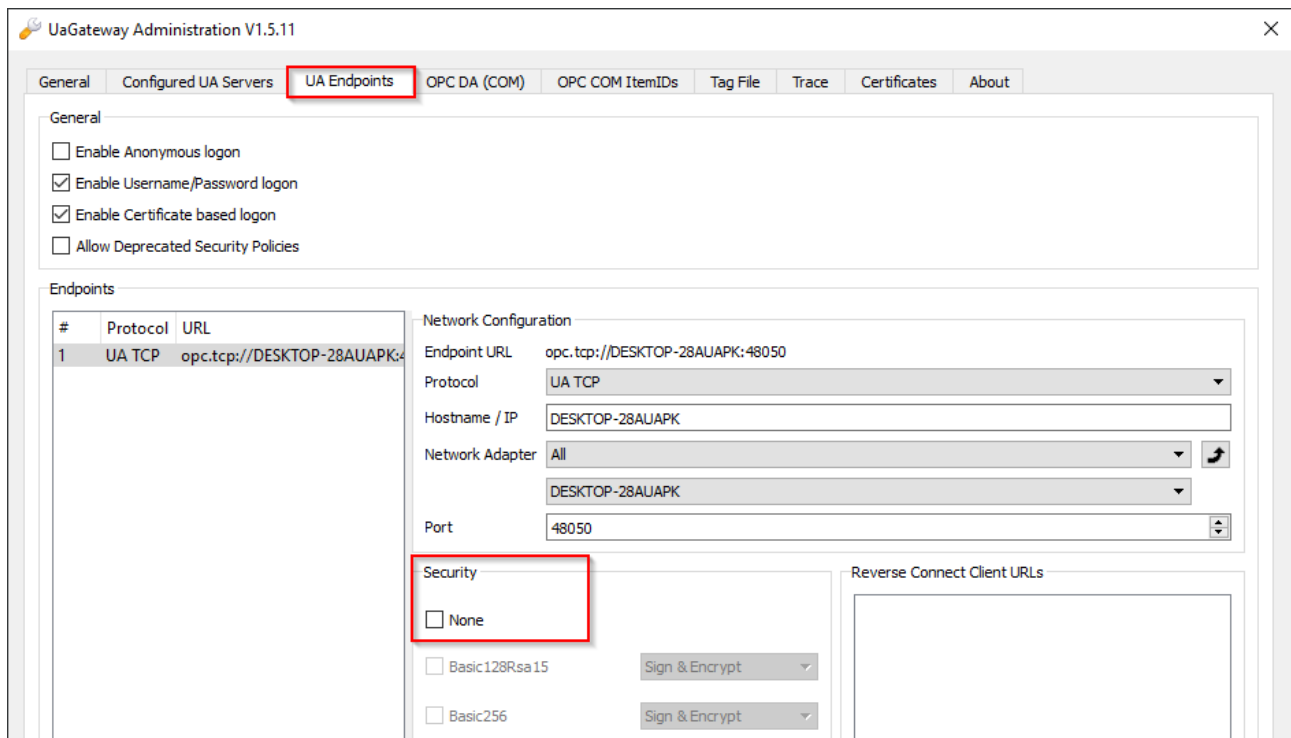 UaGateway Administration V1.5.11
General Configured UA Servers UA Endpoints OPC DA (COM) OPC COM ItemIDs Tag File Trace Certificates About
General
Enable Anonymous logon
Enable Username/Password logon
Enable Certificate based logon
Allow Deprecated Security Policies
Endpoints
# Protocol URL
1 UA TCP opc.tcp://DESKTOP-28AUAPK:4
Network Configuration
Endpoint URL opc.tcp://DESKTOP-28AUAPK:48050
Protocol UA TCP
Hostname / IP DESKTOP-28AUAPK
Network Adapter All
DESKTOP-28AUAPK
Port 48050
Security
None
Basic128Rsa15 Sign & Encrypt
Basic256 Sign & Encrypt
Reverse Connect Client URLs